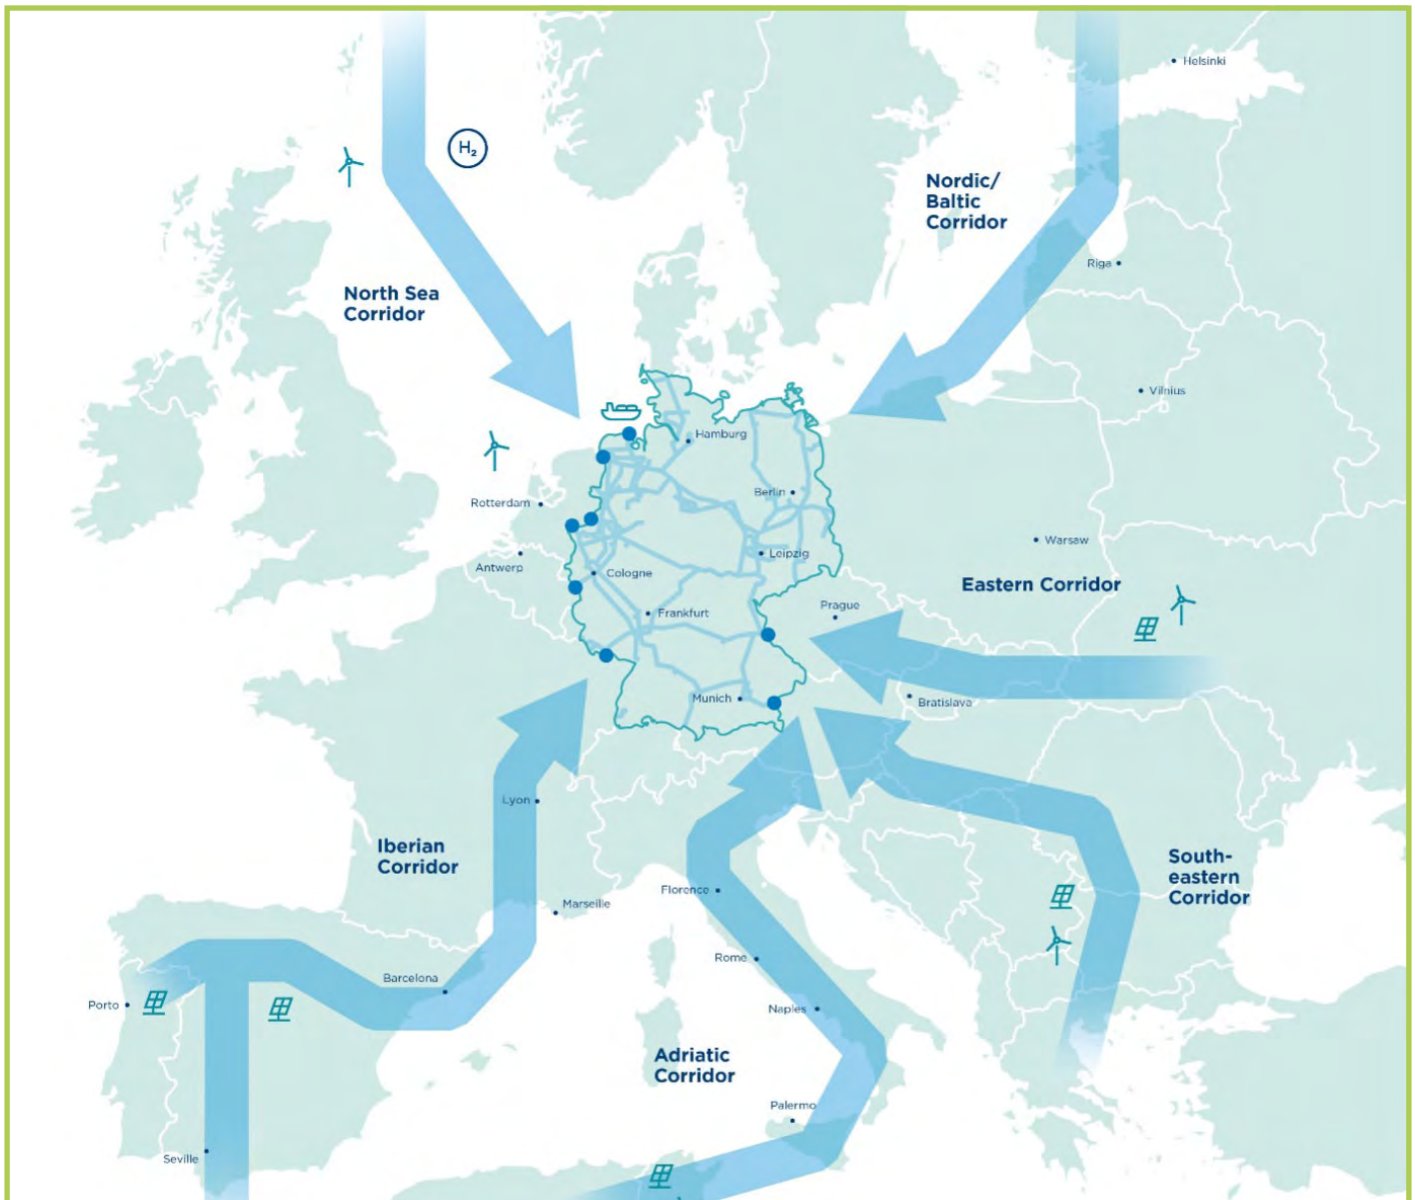 Helsinki
H₂
Nordic/
Baltic
Corridor
Riga
North Sea
Corridor
Vilnius
Hamburg
Berlin
Rotterdam
Warsaw
Leipzig
Antwerp
Cologne
Eastern Corridor
Prague
Frankfurt
Munich
Bratislava
Lyon
Iberian
Corridor
South-
eastern
Corridor
Florence
Marseille
Rome
Barcelona
Porto
Naples
Adriatic
Corridor
Palermo
Seville